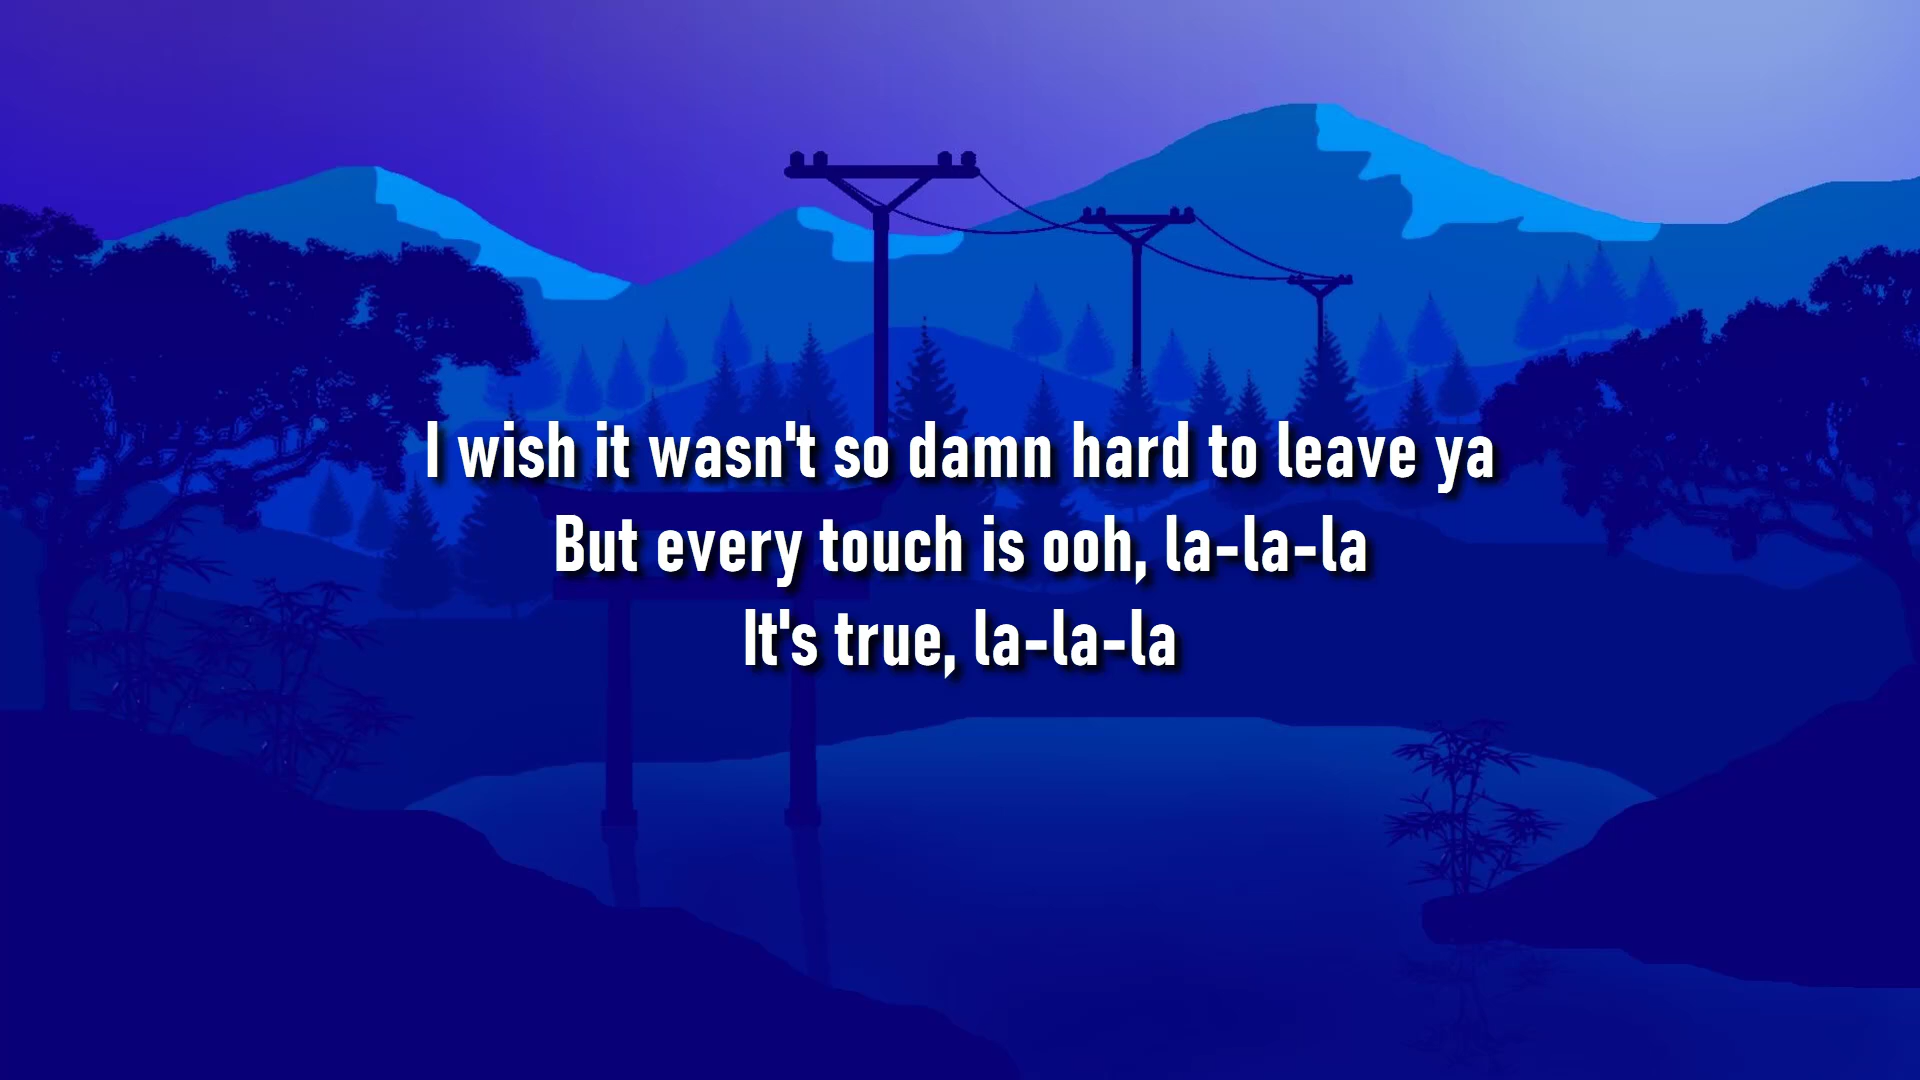 I wish it wasn't so damn hard to leave ya
But every touch is ooh, la-la-la
It's true, la-la-la